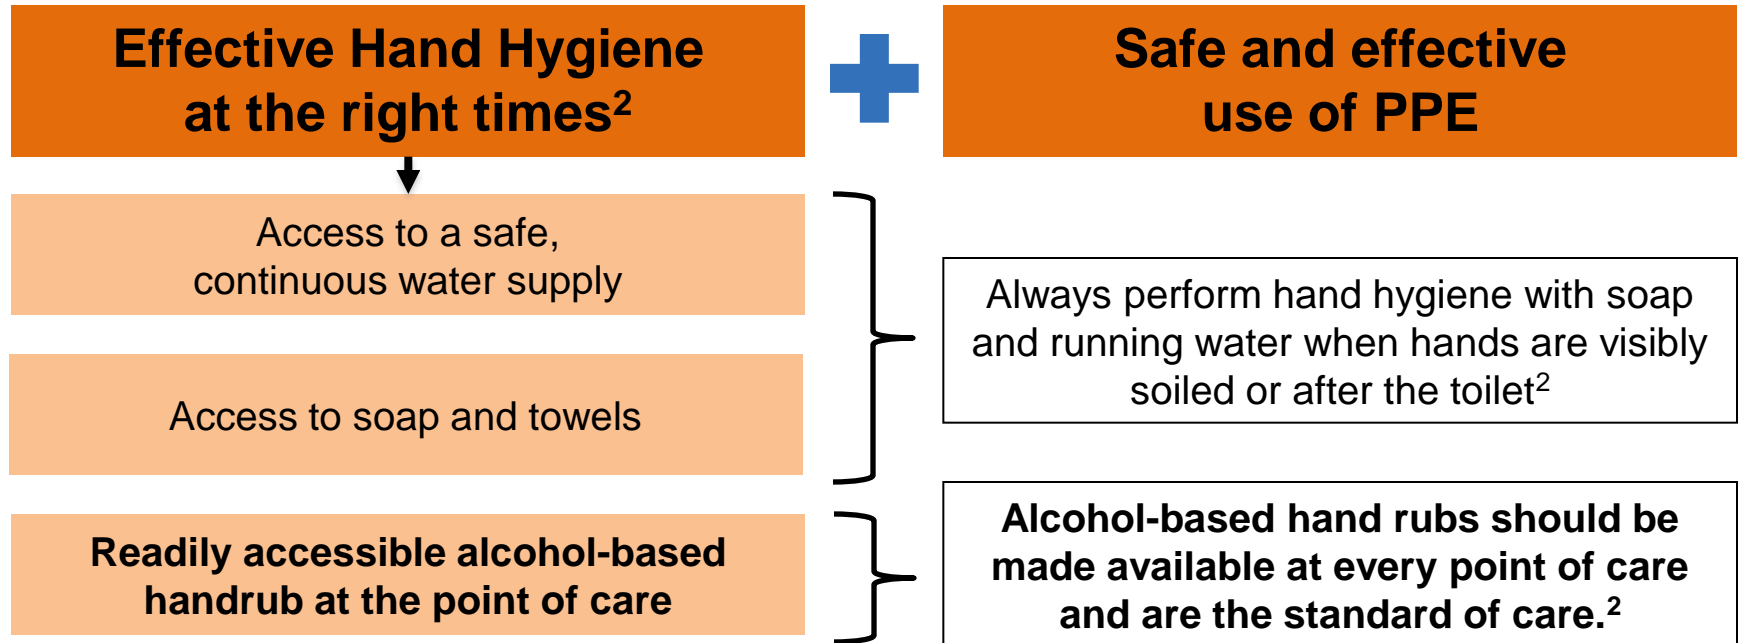 Effective Hand Hygiene
at the right times²
Safe and effective
use of PPE
Access to a safe,
continuous water supply
Access to soap and towels
Always perform hand hygiene with soap
and running water when hands are visibly
soiled or after the toilet²
Readily accessible alcohol-based
handrub at the point of care
Alcohol-based hand rubs should be
made available at every point of care
and are the standard of care.²